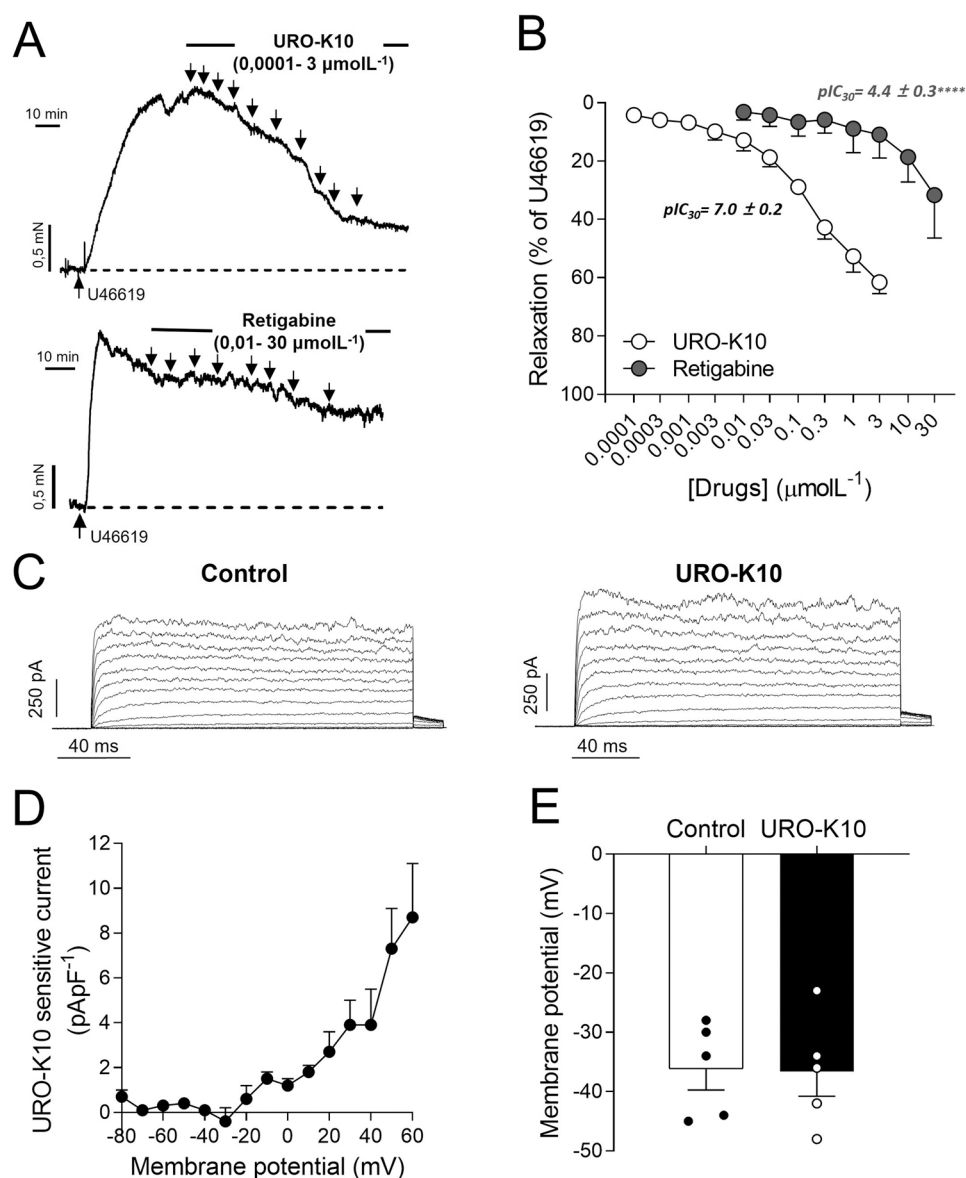 A
URO-K10
(0,0001- 3 µmolL-1)
10 min
0,5 mN
U46619
Retigabine
(0,01- 30 µmolL-1)
10 min
0,5 mN
U46619
B
pIC30= 4.4 ± 0.3****
pIC30= 7.0 ± 0.2
Relaxation (% of U46619)
0
20
40
60
80
100
URO-K10
Retigabine
0.0001
0.0003
0.001
0.003
0.01
0.03
0.1
0.3
1
3
10
30
[Drugs] (µmolL-1)
C
Control
250 pA
40 ms
URO-K10
250 pA
40 ms
D
URO-K10 sensitive current
(pApF-1)
12
10
8
6
4
2
0
-80
-60
-40
-20
0
20
40
60
Membrane potential (mV)
E
Control
URO-K10
Membrane potential (mV)
0
-10
-20
-30
-40
-50